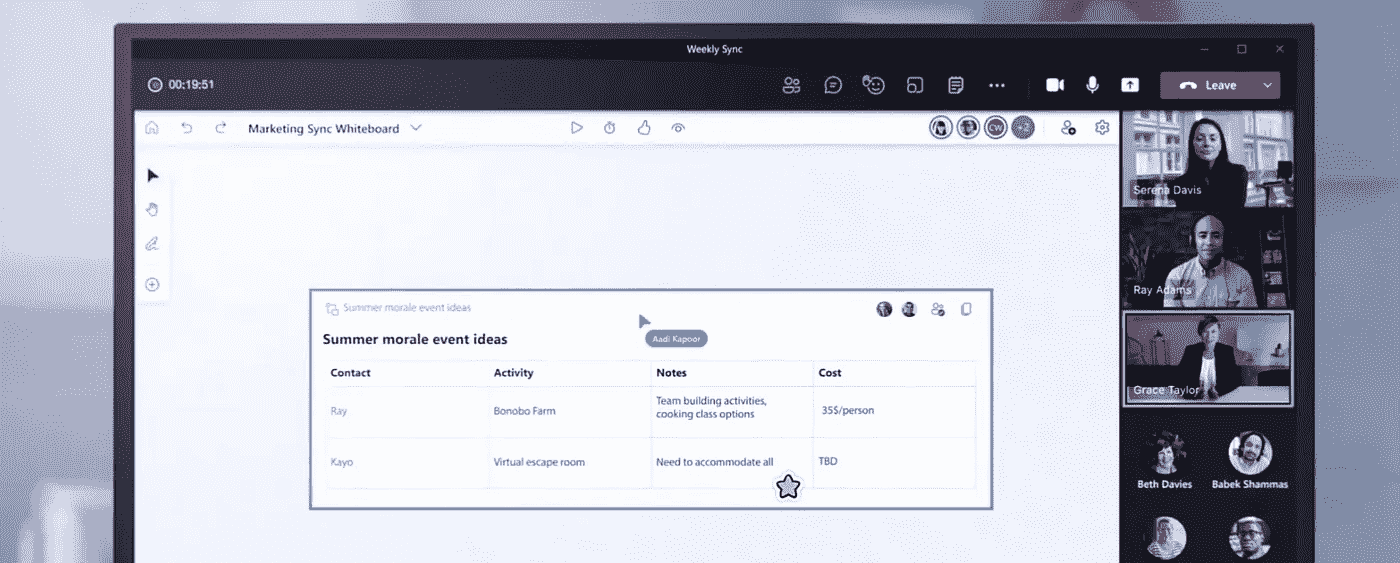 Weekly Sync
00:19:51
Leave
Marketing Sync Whiteboard
CW
+2
Serena Davis
Ray Adams
Grace Taylor
Beth Davies
Babek Shammas
Summer morale event ideas
Aadi Kapoor
Summer morale event ideas
Contact Activity Notes Cost
Ray Bonobo Farm Team building activities,
cooking class options 35$/person
Kayo Virtual escape room Need to accommodate all TBD